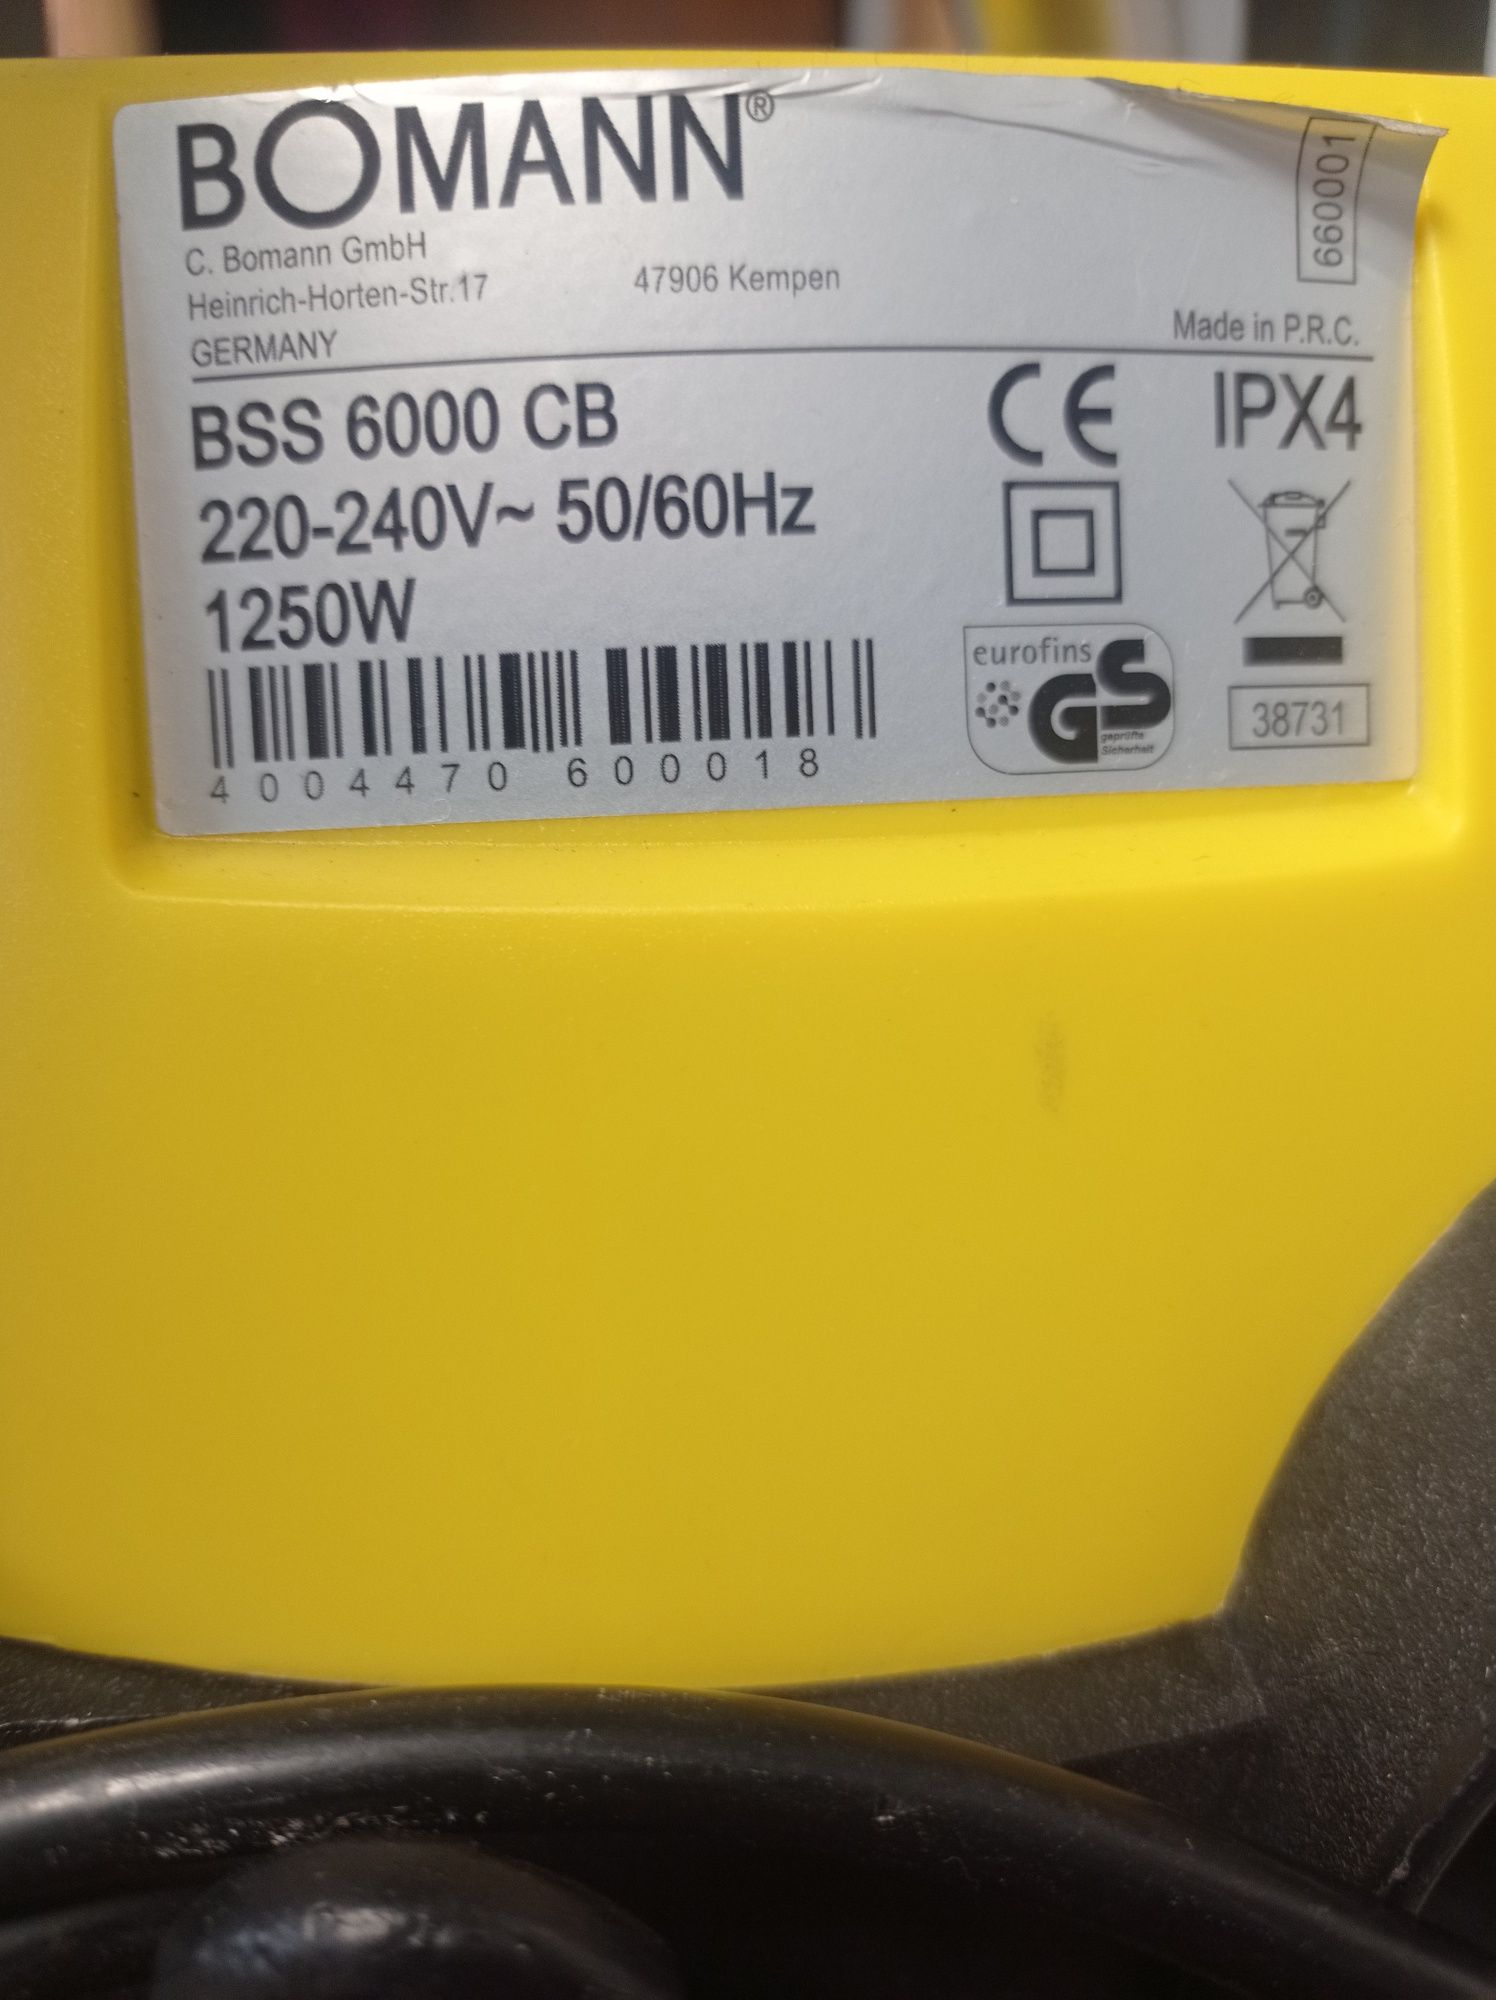 BOMANN®
660001
C. Bomann GmbH
Heinrich-Horten-Str.17 47906 Kempen
GERMANY
Made in P.R.C.
BSS 6000 CB
CE IPX4
220-240V~ 50/60Hz
1250W
eurofins
GS
geprüfte
Sicherheit
38731
4004470 600018